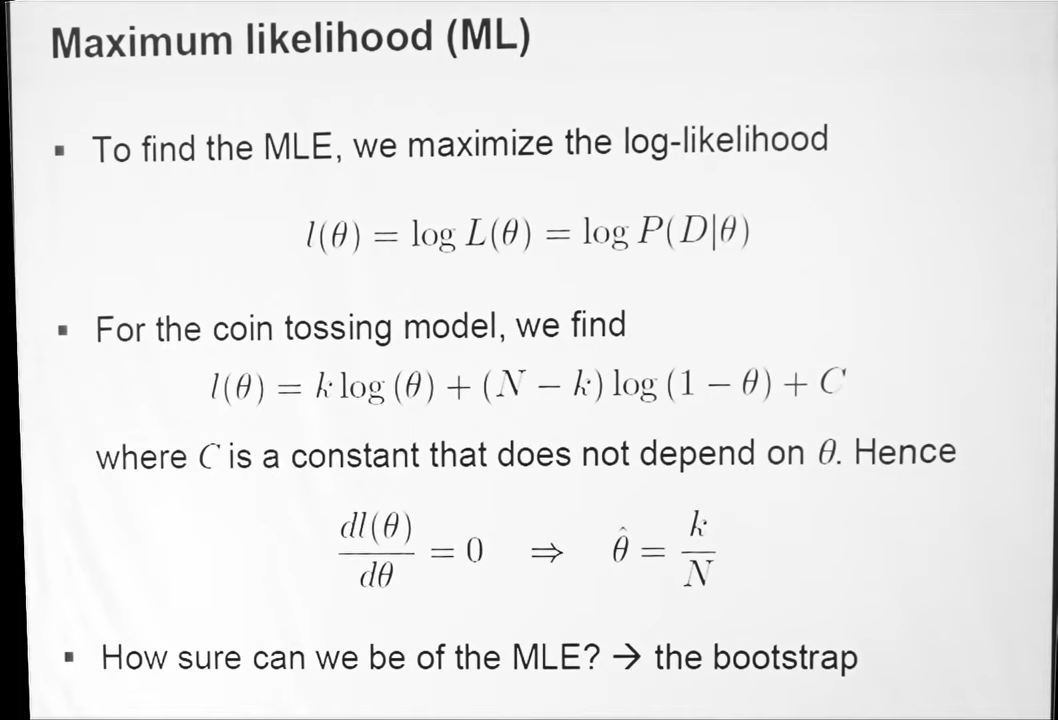 Maximum likelihood (ML)
▪ To find the MLE, we maximize the log-likelihood
l(θ) = log L(θ) = log P(D|θ)
▪ For the coin tossing model, we find
l(θ) = k log (θ) + (N − k) log (1 − θ) + C
where C is a constant that does not depend on θ. Hence
dl(θ)/dθ = 0 ⇒ θ̂ = k/N
▪ How sure can we be of the MLE? → the bootstrap